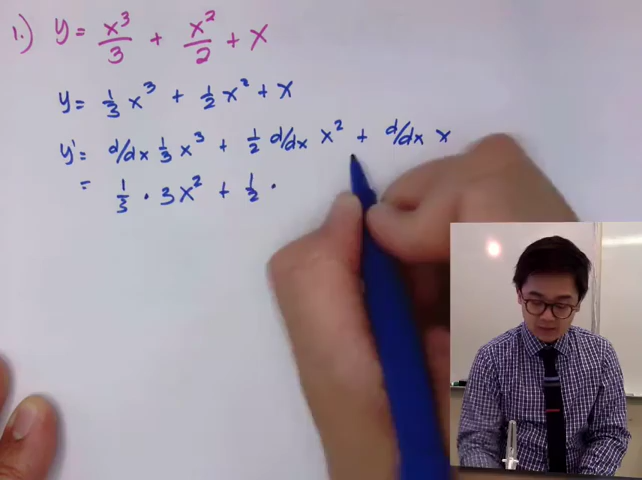 1.) y = x³/3 + x²/2 + x
y = 1/3 x³ + 1/2 x² + x
y' = d/dx 1/3 x³ + 1/2 d/dx x² + d/dx x
= 1/3 · 3x² + 1/2 ·